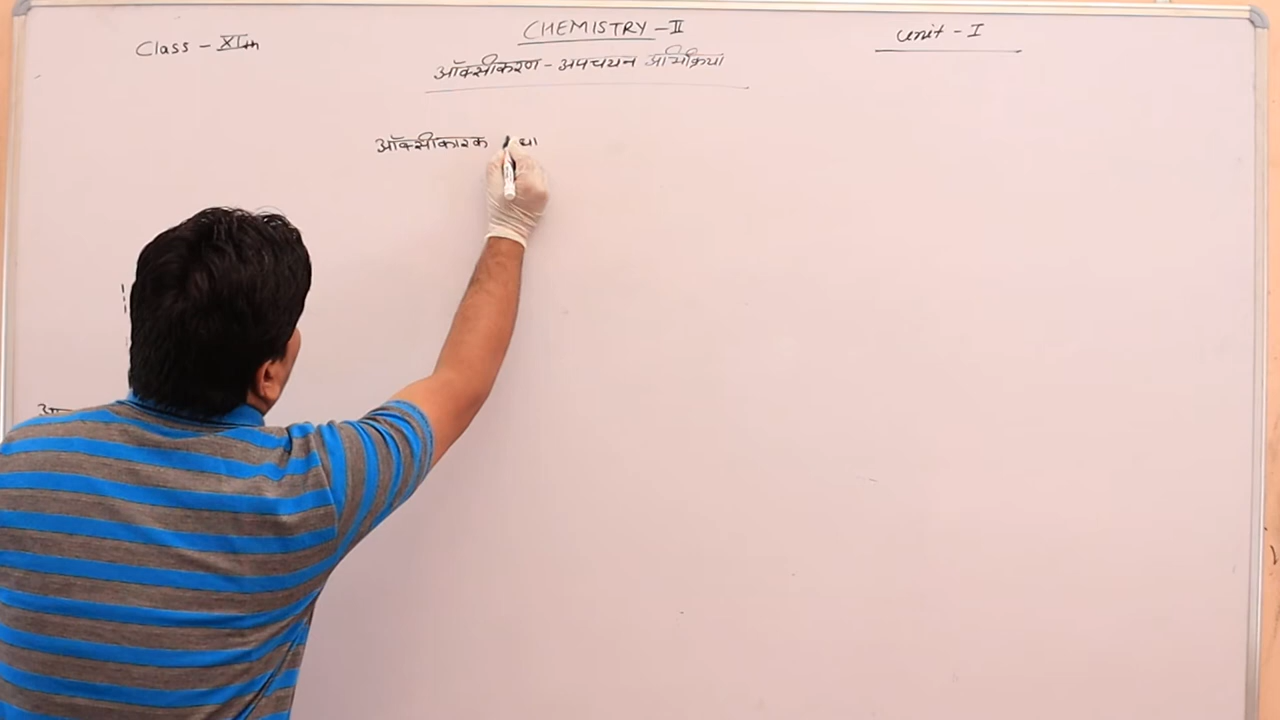 Class - XIth
CHEMISTRY - II
Unit - I
ऑक्सीकरण - अपचयन अभिक्रिया
ऑक्सीकारक